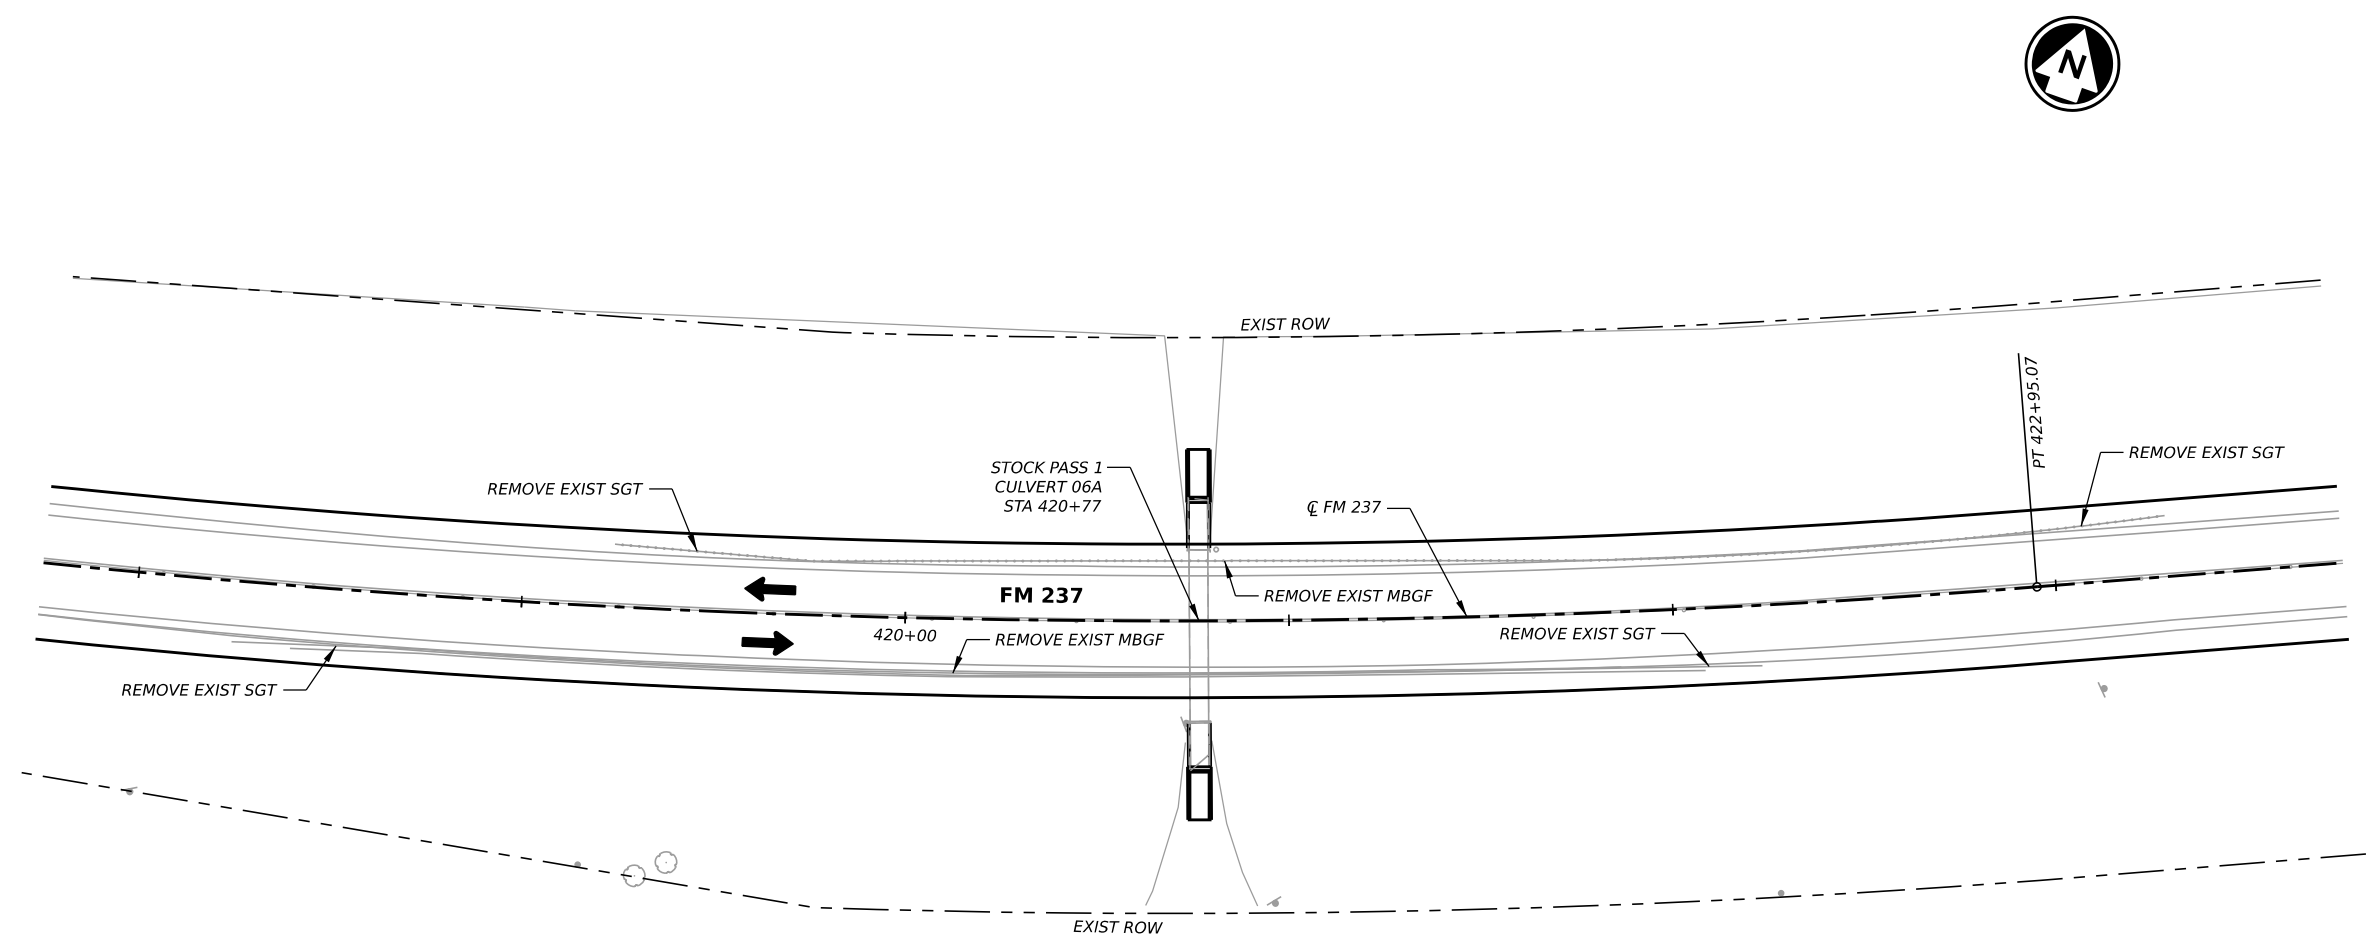 N
EXIST ROW
PT 422+95.07
REMOVE EXIST SGT
STOCK PASS 1
CULVERT 06A
STA 420+77
REMOVE EXIST SGT
℄ FM 237
FM 237
REMOVE EXIST MBGF
420+00
REMOVE EXIST MBGF
REMOVE EXIST SGT
REMOVE EXIST SGT
EXIST ROW